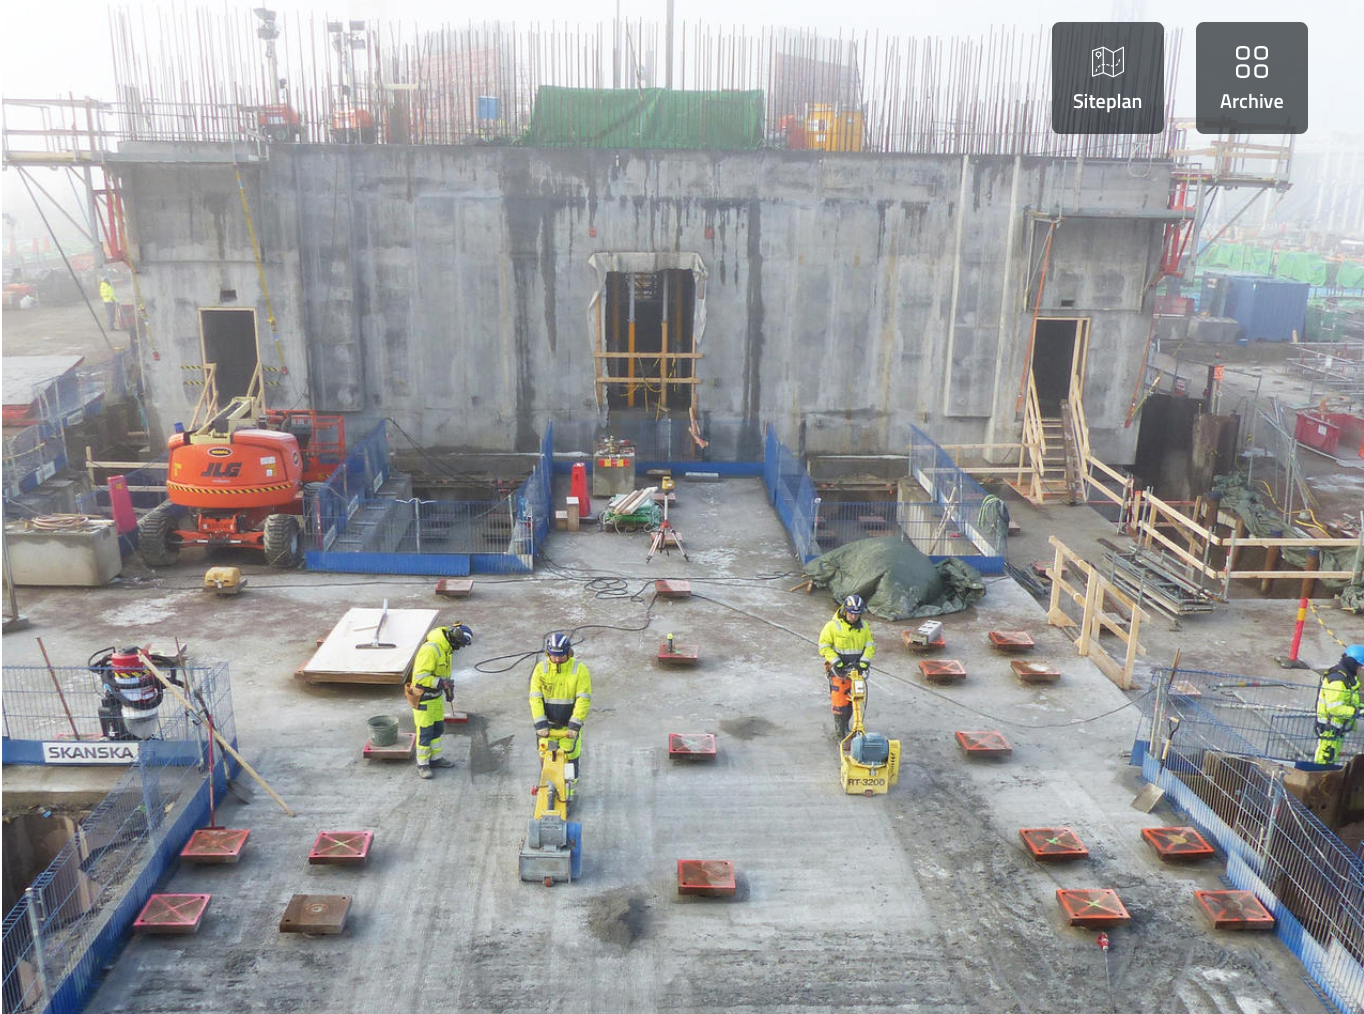 Siteplan
Archive
JLG
SKANSKA
RT-3200